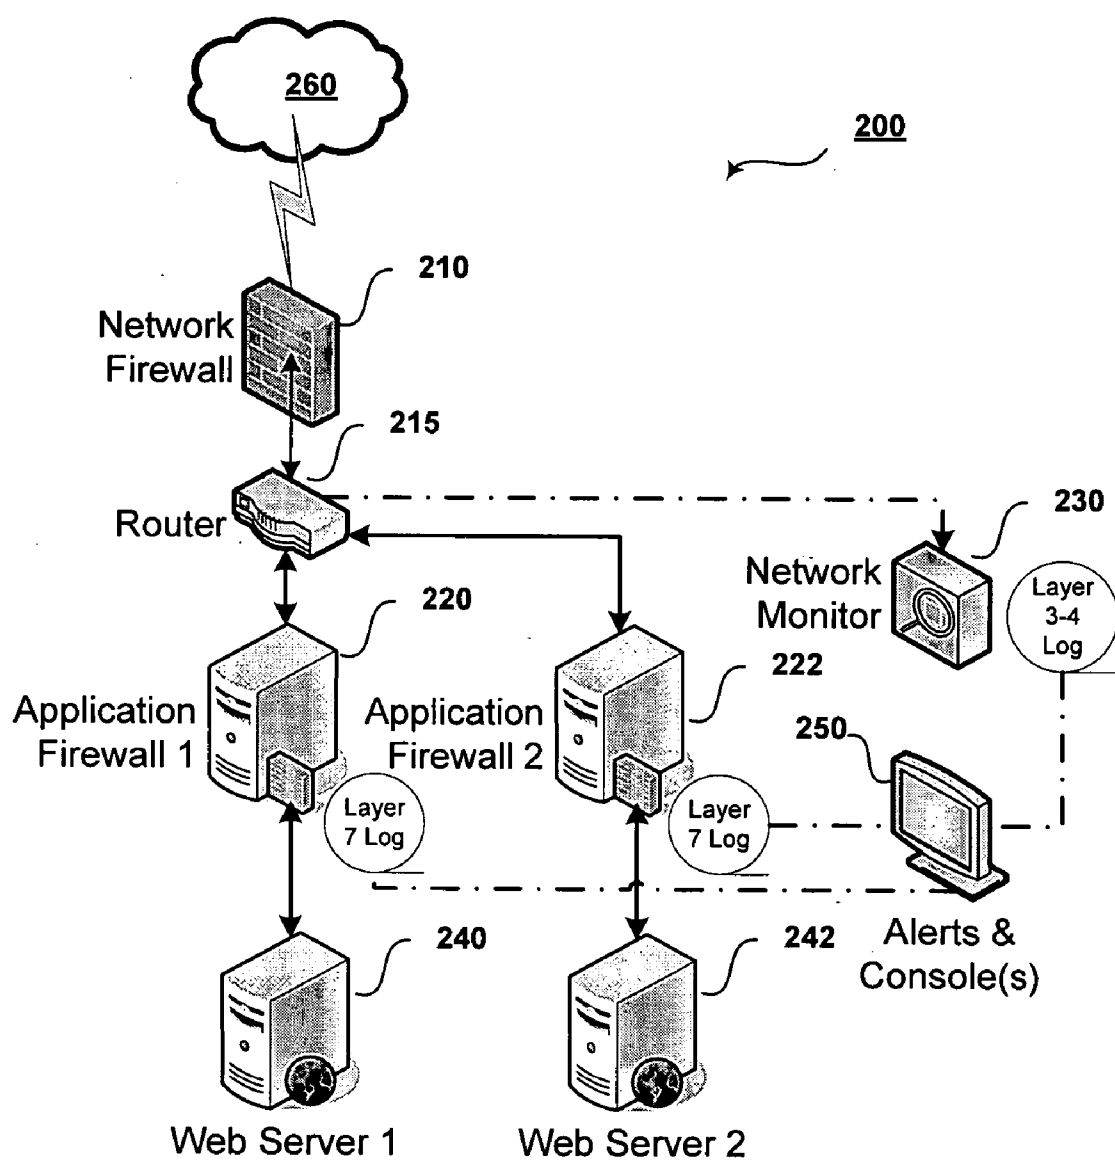 260
200
210
Network
Firewall
215
Router
230
Network
Monitor
Layer
3-4
Log
220
222
Application
Firewall 1
Application
Firewall 2
250
Layer
7 Log
Layer
7 Log
240
242
Alerts &
Console(s)
Web Server 1
Web Server 2